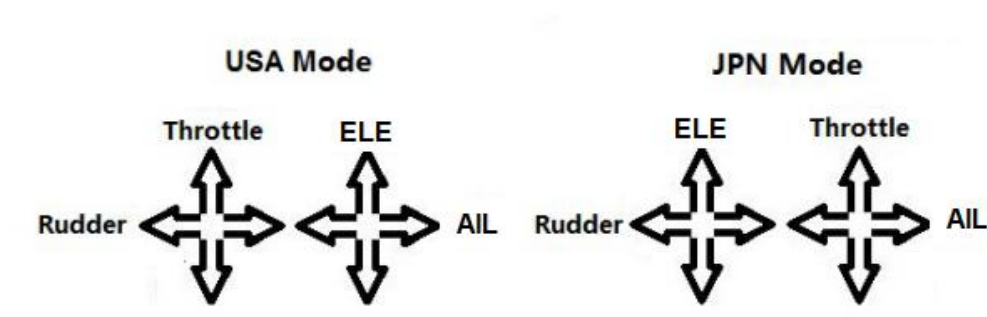 USA Mode
JPN Mode
Throttle ELE
ELE Throttle
Rudder AIL
Rudder AIL